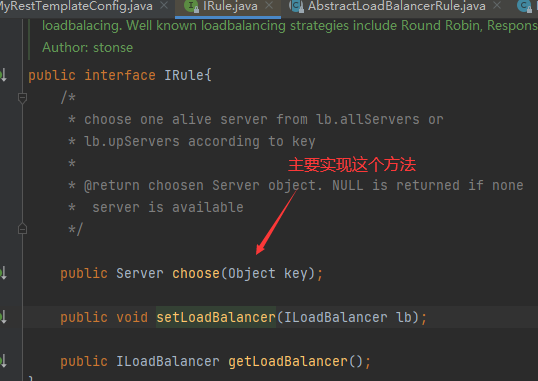 MyRestTemplateConfig.java IRule.java AbstractLoadBalancerRule.java
loadbalacing. Well known loadbalancing strategies include Round Robin, Respons
Author: stonse
public interface IRule{
/*
* choose one alive server from lb.allServers or
* lb.upServers according to key
*
主要实现这个方法
* @return choosen Server object. NULL is returned if none
* server is available
*/
public Server choose(Object key);
public void setLoadBalancer(ILoadBalancer lb);
public ILoadBalancer getLoadBalancer();
}